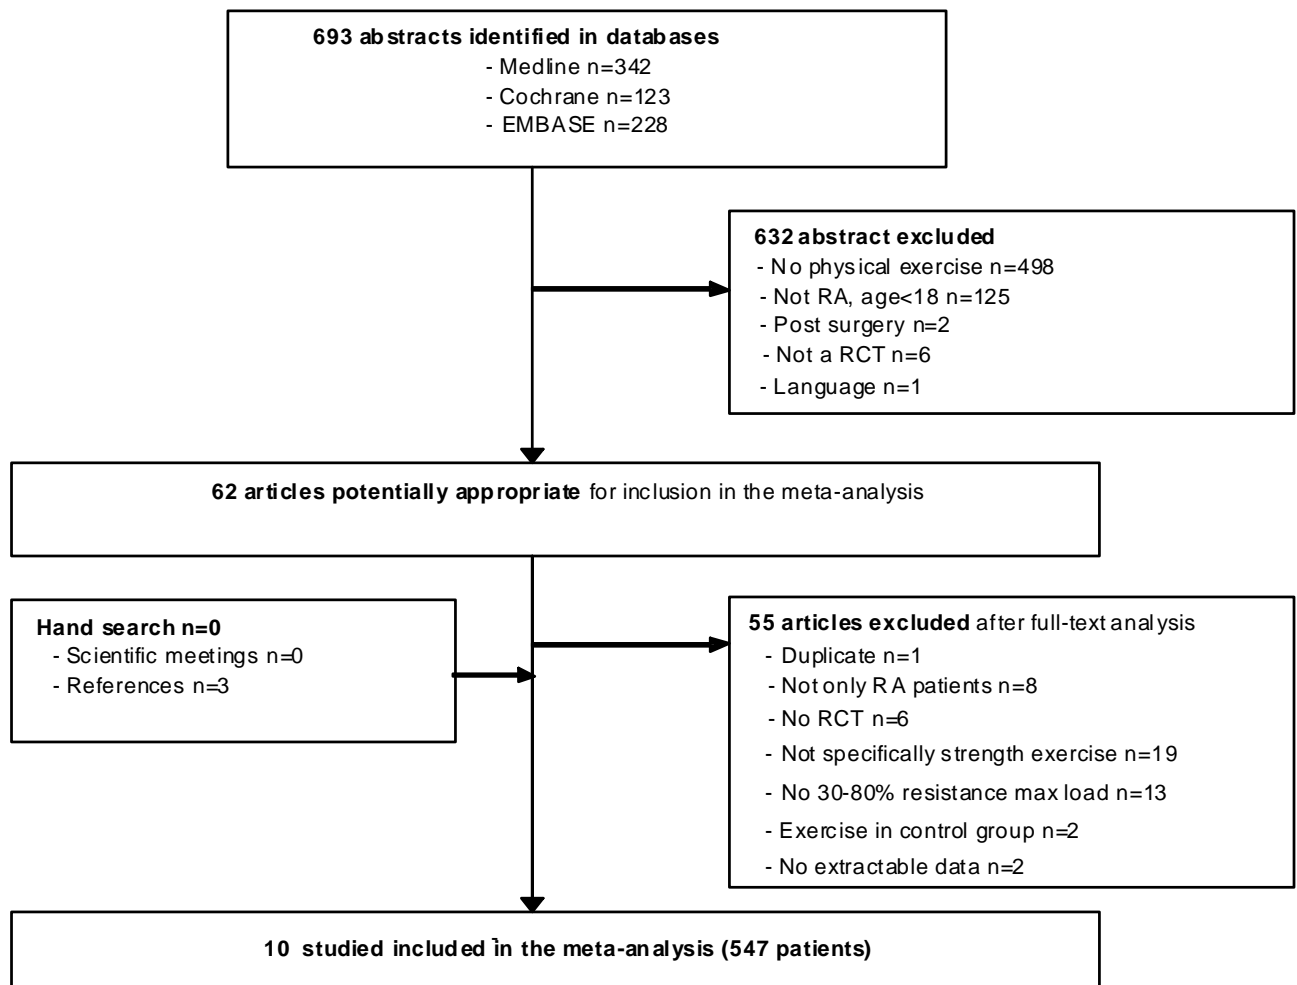 693 abstracts identified in databases
- Medline n=342
- Cochrane n=123
- EMBASE n=228
632 abstract excluded
- No physical exercise n=498
- Not RA, age<18 n=125
- Post surgery n=2
- Not a RCT n=6
- Language n=1
62 articles potentially appropriate for inclusion in the meta-analysis
Hand search n=0
- Scientific meetings n=0
- References n=3
55 articles excluded after full-text analysis
- Duplicate n=1
- Not only RA patients n=8
- No RCT n=6
- Not specifically strength exercise n=19
- No 30-80% resistance max load n=13
- Exercise in control group n=2
- No extractable data n=2
10 studied included in the meta-analysis (547 patients)